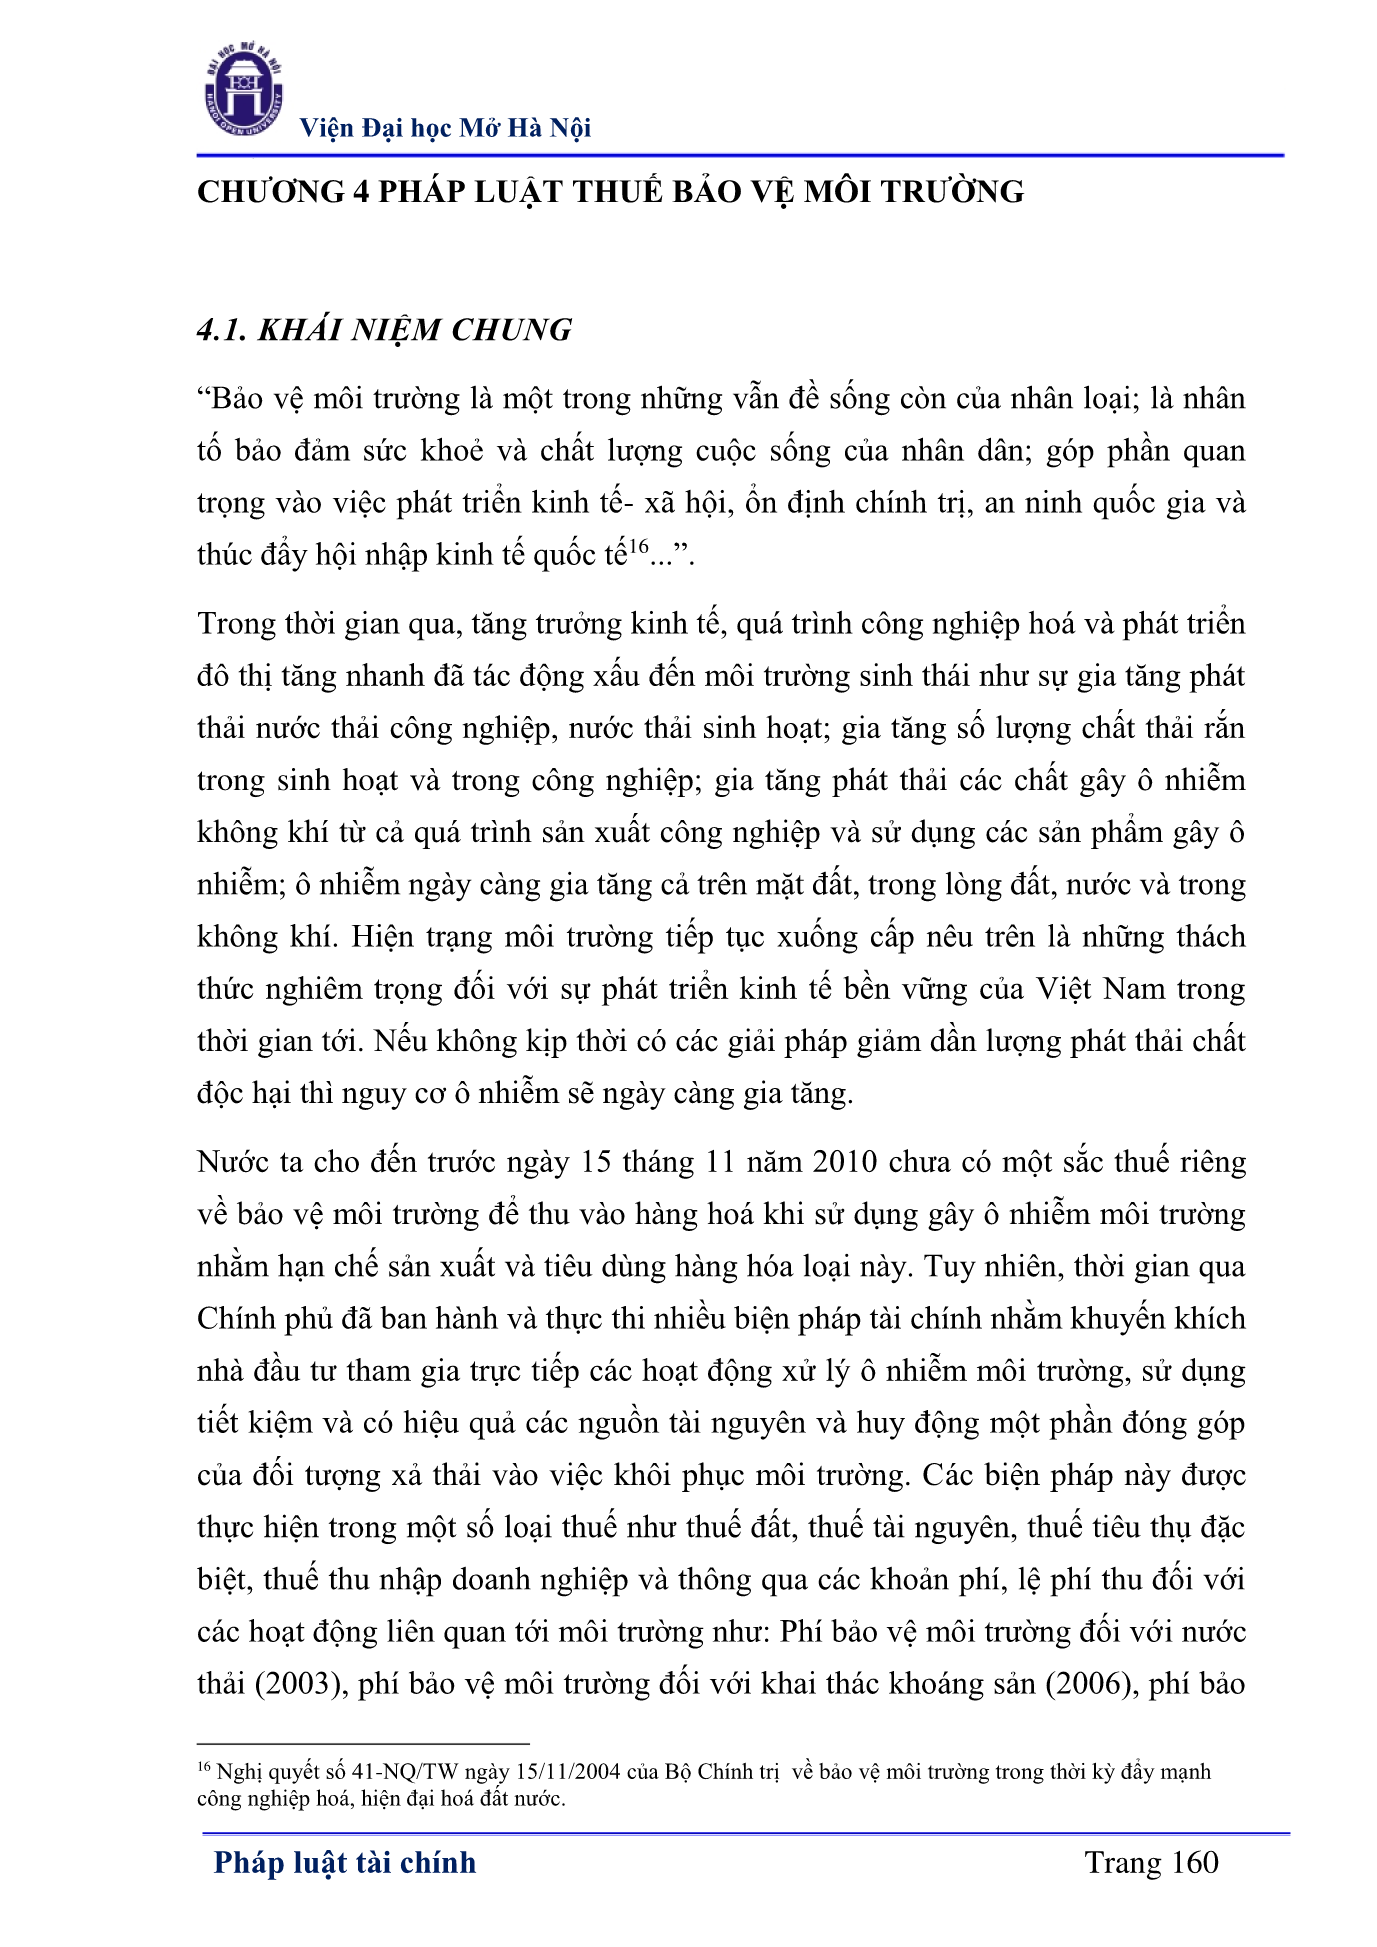 ĐẠI HỌC MỞ HÀ NỘI
HANOI OPEN UNIVERSITY
Viện Đại học Mở Hà Nội
CHƯƠNG 4 PHÁP LUẬT THUẾ BẢO VỆ MÔI TRƯỜNG
4.1. KHÁI NIỆM CHUNG
“Bảo vệ môi trường là một trong những vẫn đề sống còn của nhân loại; là nhân
tố bảo đảm sức khoẻ và chất lượng cuộc sống của nhân dân; góp phần quan
trọng vào việc phát triển kinh tế- xã hội, ổn định chính trị, an ninh quốc gia và
thúc đẩy hội nhập kinh tế quốc tế16...”.
Trong thời gian qua, tăng trưởng kinh tế, quá trình công nghiệp hoá và phát triển
đô thị tăng nhanh đã tác động xấu đến môi trường sinh thái như sự gia tăng phát
thải nước thải công nghiệp, nước thải sinh hoạt; gia tăng số lượng chất thải rắn
trong sinh hoạt và trong công nghiệp; gia tăng phát thải các chất gây ô nhiễm
không khí từ cả quá trình sản xuất công nghiệp và sử dụng các sản phẩm gây ô
nhiễm; ô nhiễm ngày càng gia tăng cả trên mặt đất, trong lòng đất, nước và trong
không khí. Hiện trạng môi trường tiếp tục xuống cấp nêu trên là những thách
thức nghiêm trọng đối với sự phát triển kinh tế bền vững của Việt Nam trong
thời gian tới. Nếu không kịp thời có các giải pháp giảm dần lượng phát thải chất
độc hại thì nguy cơ ô nhiễm sẽ ngày càng gia tăng.
Nước ta cho đến trước ngày 15 tháng 11 năm 2010 chưa có một sắc thuế riêng
về bảo vệ môi trường để thu vào hàng hoá khi sử dụng gây ô nhiễm môi trường
nhằm hạn chế sản xuất và tiêu dùng hàng hóa loại này. Tuy nhiên, thời gian qua
Chính phủ đã ban hành và thực thi nhiều biện pháp tài chính nhằm khuyến khích
nhà đầu tư tham gia trực tiếp các hoạt động xử lý ô nhiễm môi trường, sử dụng
tiết kiệm và có hiệu quả các nguồn tài nguyên và huy động một phần đóng góp
của đối tượng xả thải vào việc khôi phục môi trường. Các biện pháp này được
thực hiện trong một số loại thuế như thuế đất, thuế tài nguyên, thuế tiêu thụ đặc
biệt, thuế thu nhập doanh nghiệp và thông qua các khoản phí, lệ phí thu đối với
các hoạt động liên quan tới môi trường như: Phí bảo vệ môi trường đối với nước
thải (2003), phí bảo vệ môi trường đối với khai thác khoáng sản (2006), phí bảo
16 Nghị quyết số 41-NQ/TW ngày 15/11/2004 của Bộ Chính trị về bảo vệ môi trường trong thời kỳ đẩy mạnh
công nghiệp hoá, hiện đại hoá đất nước.
Pháp luật tài chính Trang 160